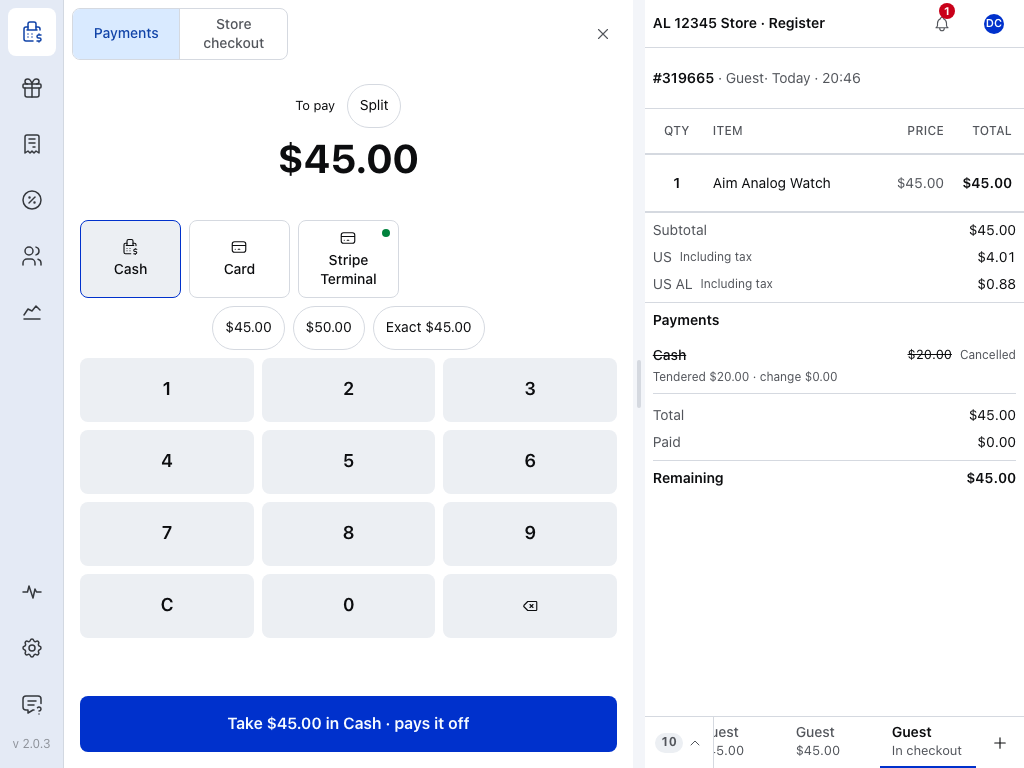 Payments
Store
checkout
To pay
Split
$45.00
Cash
Card
Stripe
Terminal
$45.00
$50.00
Exact $45.00
1
2
3
4
5
6
7
8
9
C
0
Take $45.00 in Cash · pays it off
v 2.0.3
AL 12345 Store · Register
1
DC
#319665 · Guest· Today · 20:46
QTY ITEM PRICE TOTAL
1 Aim Analog Watch $45.00 $45.00
Subtotal $45.00
US Including tax $4.01
US AL Including tax $0.88
Payments
Cash $20.00 Cancelled
Tendered $20.00 · change $0.00
Total $45.00
Paid $0.00
Remaining $45.00
10
uest
5.00
Guest
$45.00
Guest
In checkout